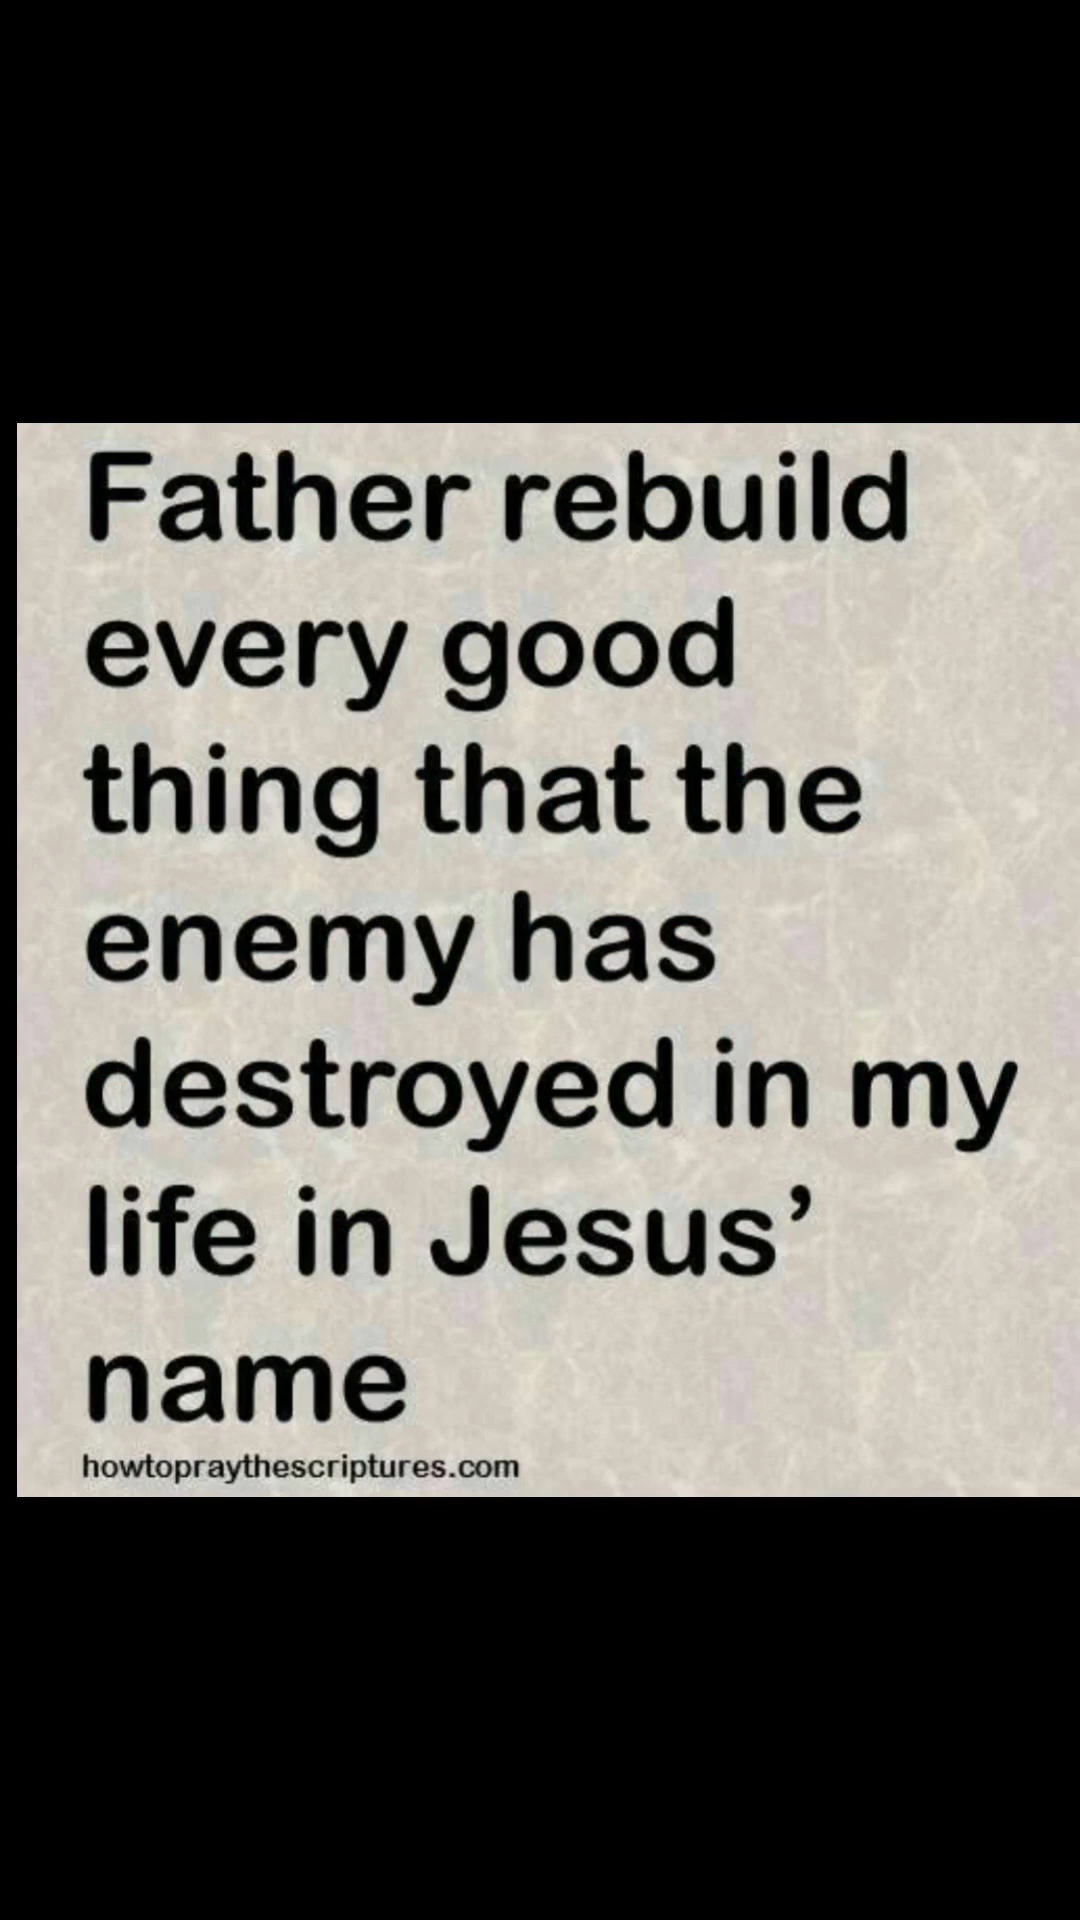 Father rebuild
every good
thing that the
enemy has
destroyed in my
life in Jesus’
name
howtopraythescriptures.com